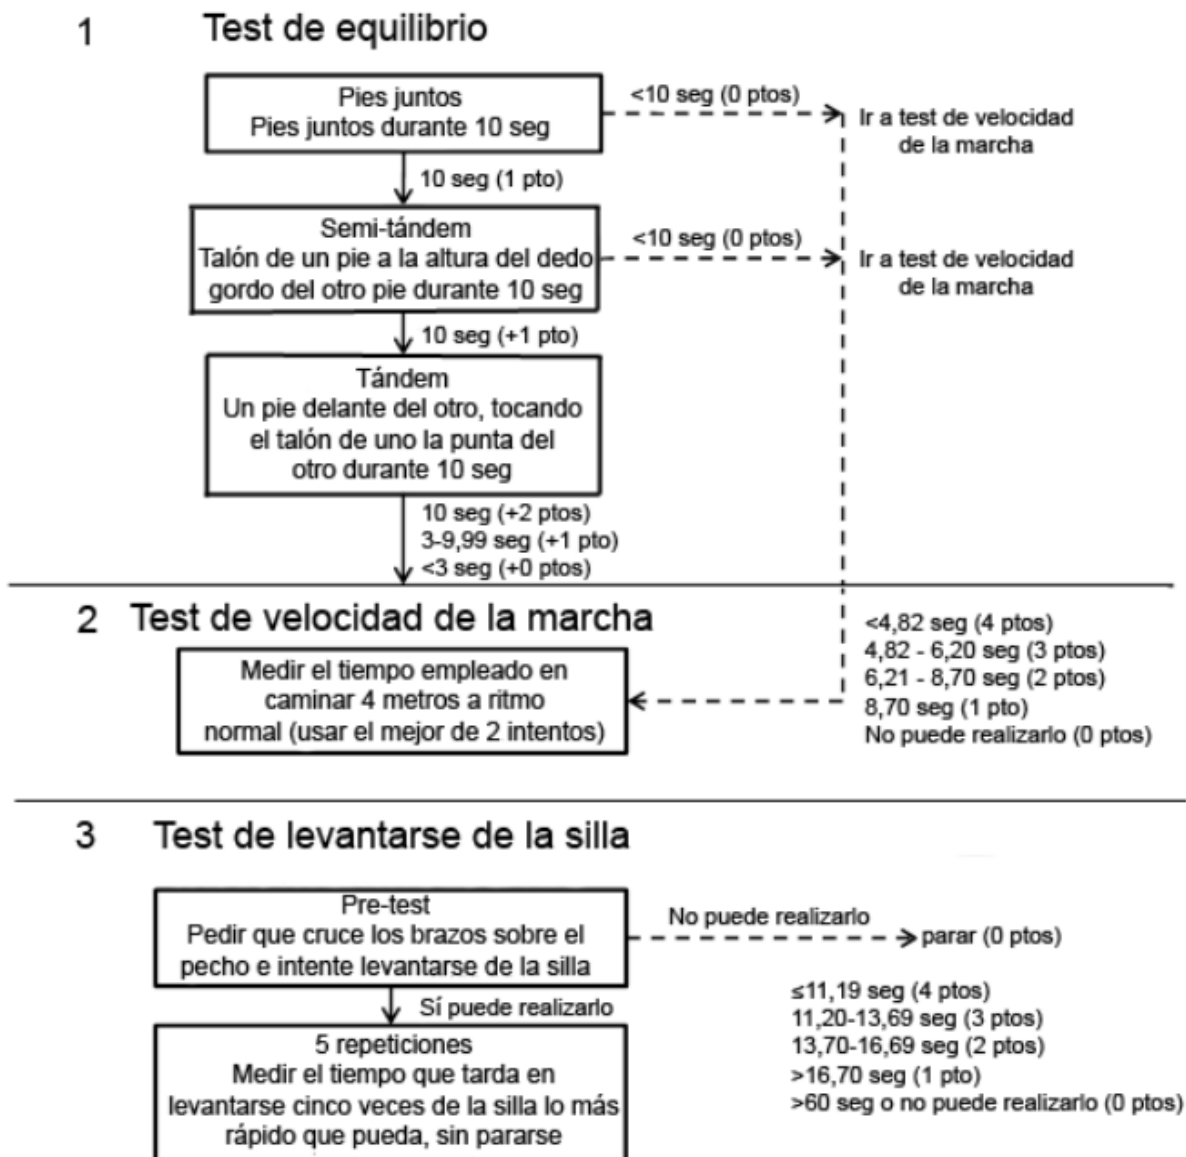 1 Test de equilibrio
Pies juntos
Pies juntos durante 10 seg
<10 seg (0 ptos)
Ir a test de velocidad
de la marcha
10 seg (1 pto)
Semi-tándem
Talón de un pie a la altura del dedo
gordo del otro pie durante 10 seg
<10 seg (0 ptos)
Ir a test de velocidad
de la marcha
10 seg (+1 pto)
Tándem
Un pie delante del otro, tocando
el talón de uno la punta del
otro durante 10 seg
10 seg (+2 ptos)
3-9,99 seg (+1 pto)
<3 seg (+0 ptos)
2 Test de velocidad de la marcha
Medir el tiempo empleado en
caminar 4 metros a ritmo
normal (usar el mejor de 2 intentos)
<4,82 seg (4 ptos)
4,82 - 6,20 seg (3 ptos)
6,21 - 8,70 seg (2 ptos)
8,70 seg (1 pto)
No puede realizarlo (0 ptos)
3 Test de levantarse de la silla
Pre-test
Pedir que cruce los brazos sobre el
pecho e intente levantarse de la silla
No puede realizarlo
parar (0 ptos)
Sí puede realizarlo
5 repeticiones
Medir el tiempo que tarda en
levantarse cinco veces de la silla lo más
rápido que pueda, sin pararse
≤11,19 seg (4 ptos)
11,20-13,69 seg (3 ptos)
13,70-16,69 seg (2 ptos)
>16,70 seg (1 pto)
>60 seg o no puede realizarlo (0 ptos)